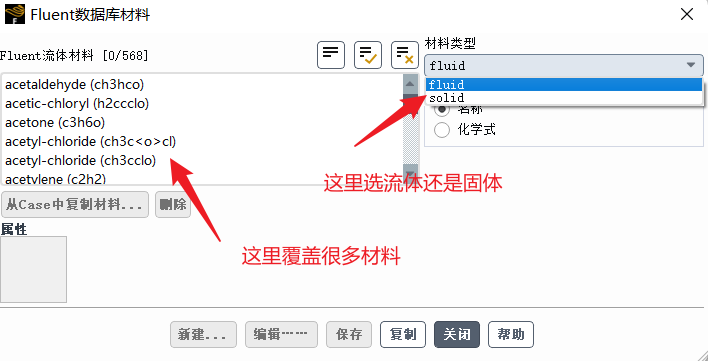 Fluent数据库材料
Fluent流体材料 [0/568]
材料类型
fluid
fluid
solid
acetaldehyde (ch3hco)
acetic-chloryl (h2ccclo)
acetone (c3h6o)
acetyl-chloride (ch3c<o>cl)
acetyl-chloride (ch3cclo)
acetylene (c2h2)
名称
化学式
这里选流体还是固体
从Case中复制材料...
删除
属性
这里覆盖很多材料
新建...
编辑……
保存
复制
关闭
帮助